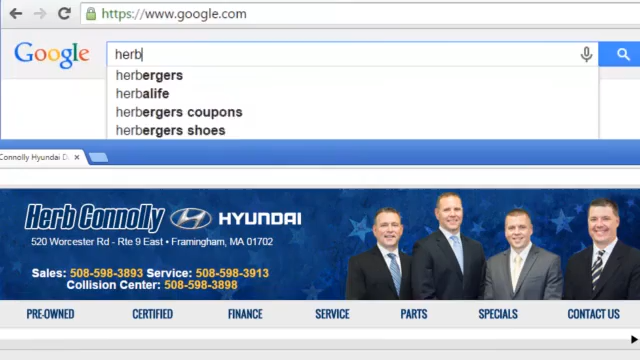 https://www.google.com
Google herb
herbergers
herbalife
herbergers coupons
herbergers shoes
Connolly Hyundai D
Herb Connolly HYUNDAI
520 Worcester Rd - Rte 9 East • Framingham, MA 01702
Sales: 508-598-3893 Service: 508-598-3913
Collision Center: 508-598-3898
PRE-OWNED CERTIFIED FINANCE SERVICE PARTS SPECIALS CONTACT US